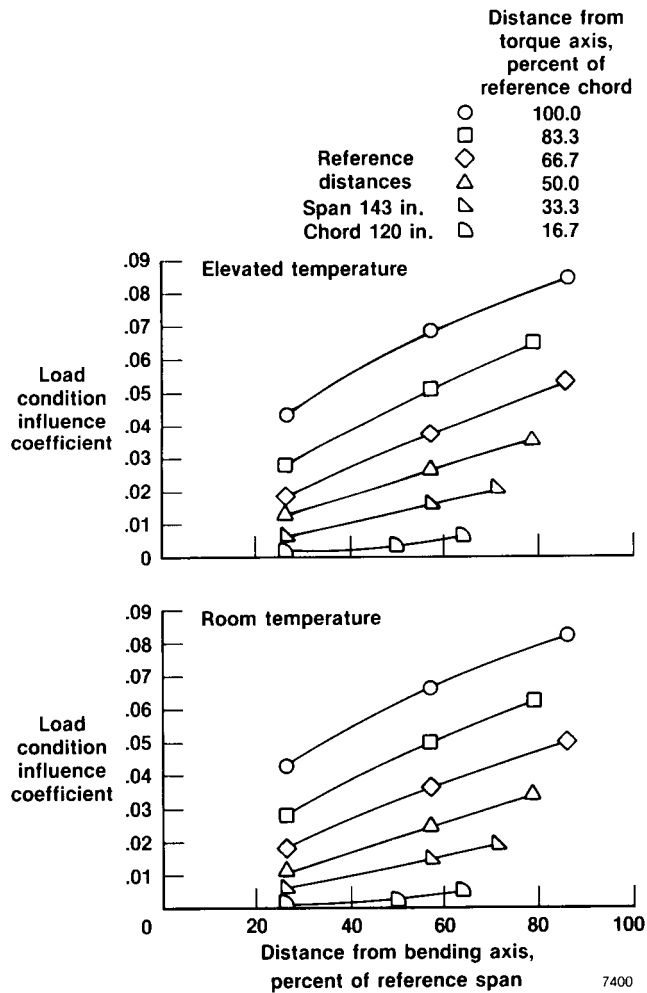 Distance from
torque axis,
percent of
reference chord
100.0
83.3
Reference 66.7
distances 50.0
Span 143 in. 33.3
Chord 120 in. 16.7
.09 Elevated temperature
.08
.07
.06
Load
condition
influence
coefficient
.05
.04
.03
.02
.01
0
.09 Room temperature
.08
.07
.06
Load
condition
influence
coefficient
.05
.04
.03
.02
.01
0 20 40 60 80 100
Distance from bending axis,
percent of reference span
7400